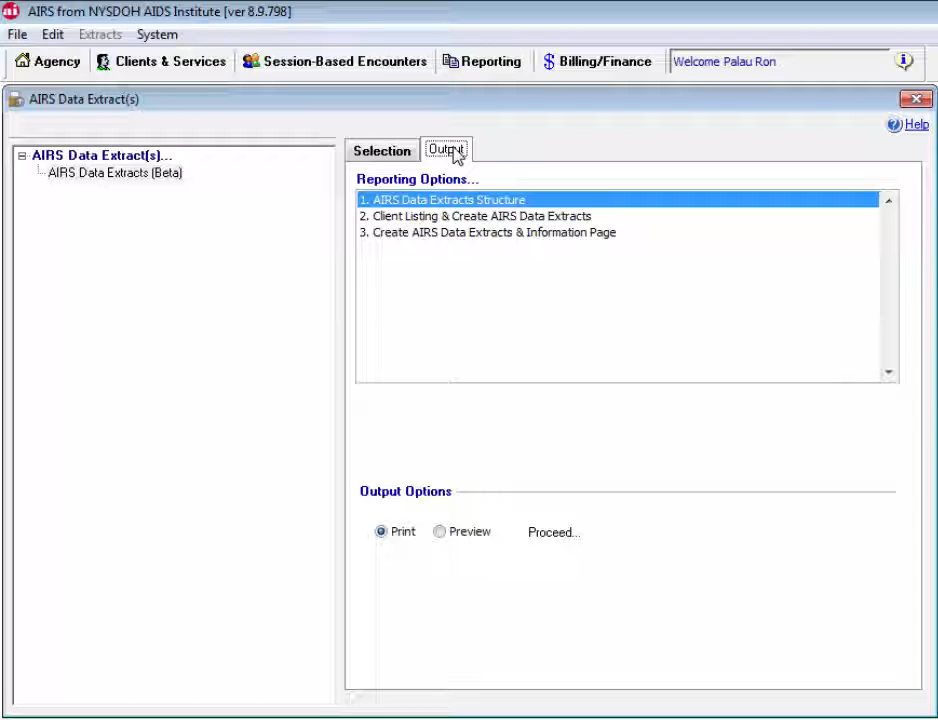 ai AIRS from NYSDOH AIDS Institute [ver 8.9.798]
File Edit Extracts System
Agency Clients & Services Session-Based Encounters Reporting $ Billing/Finance Welcome Palau Ron
AIRS Data Extract(s)
Help
AIRS Data Extract(s)...
AIRS Data Extracts (Beta)
Selection Output
Reporting Options...
1. AIRS Data Extracts Structure
2. Client Listing & Create AIRS Data Extracts
3. Create AIRS Data Extracts & Information Page
Output Options
Print Preview Proceed...